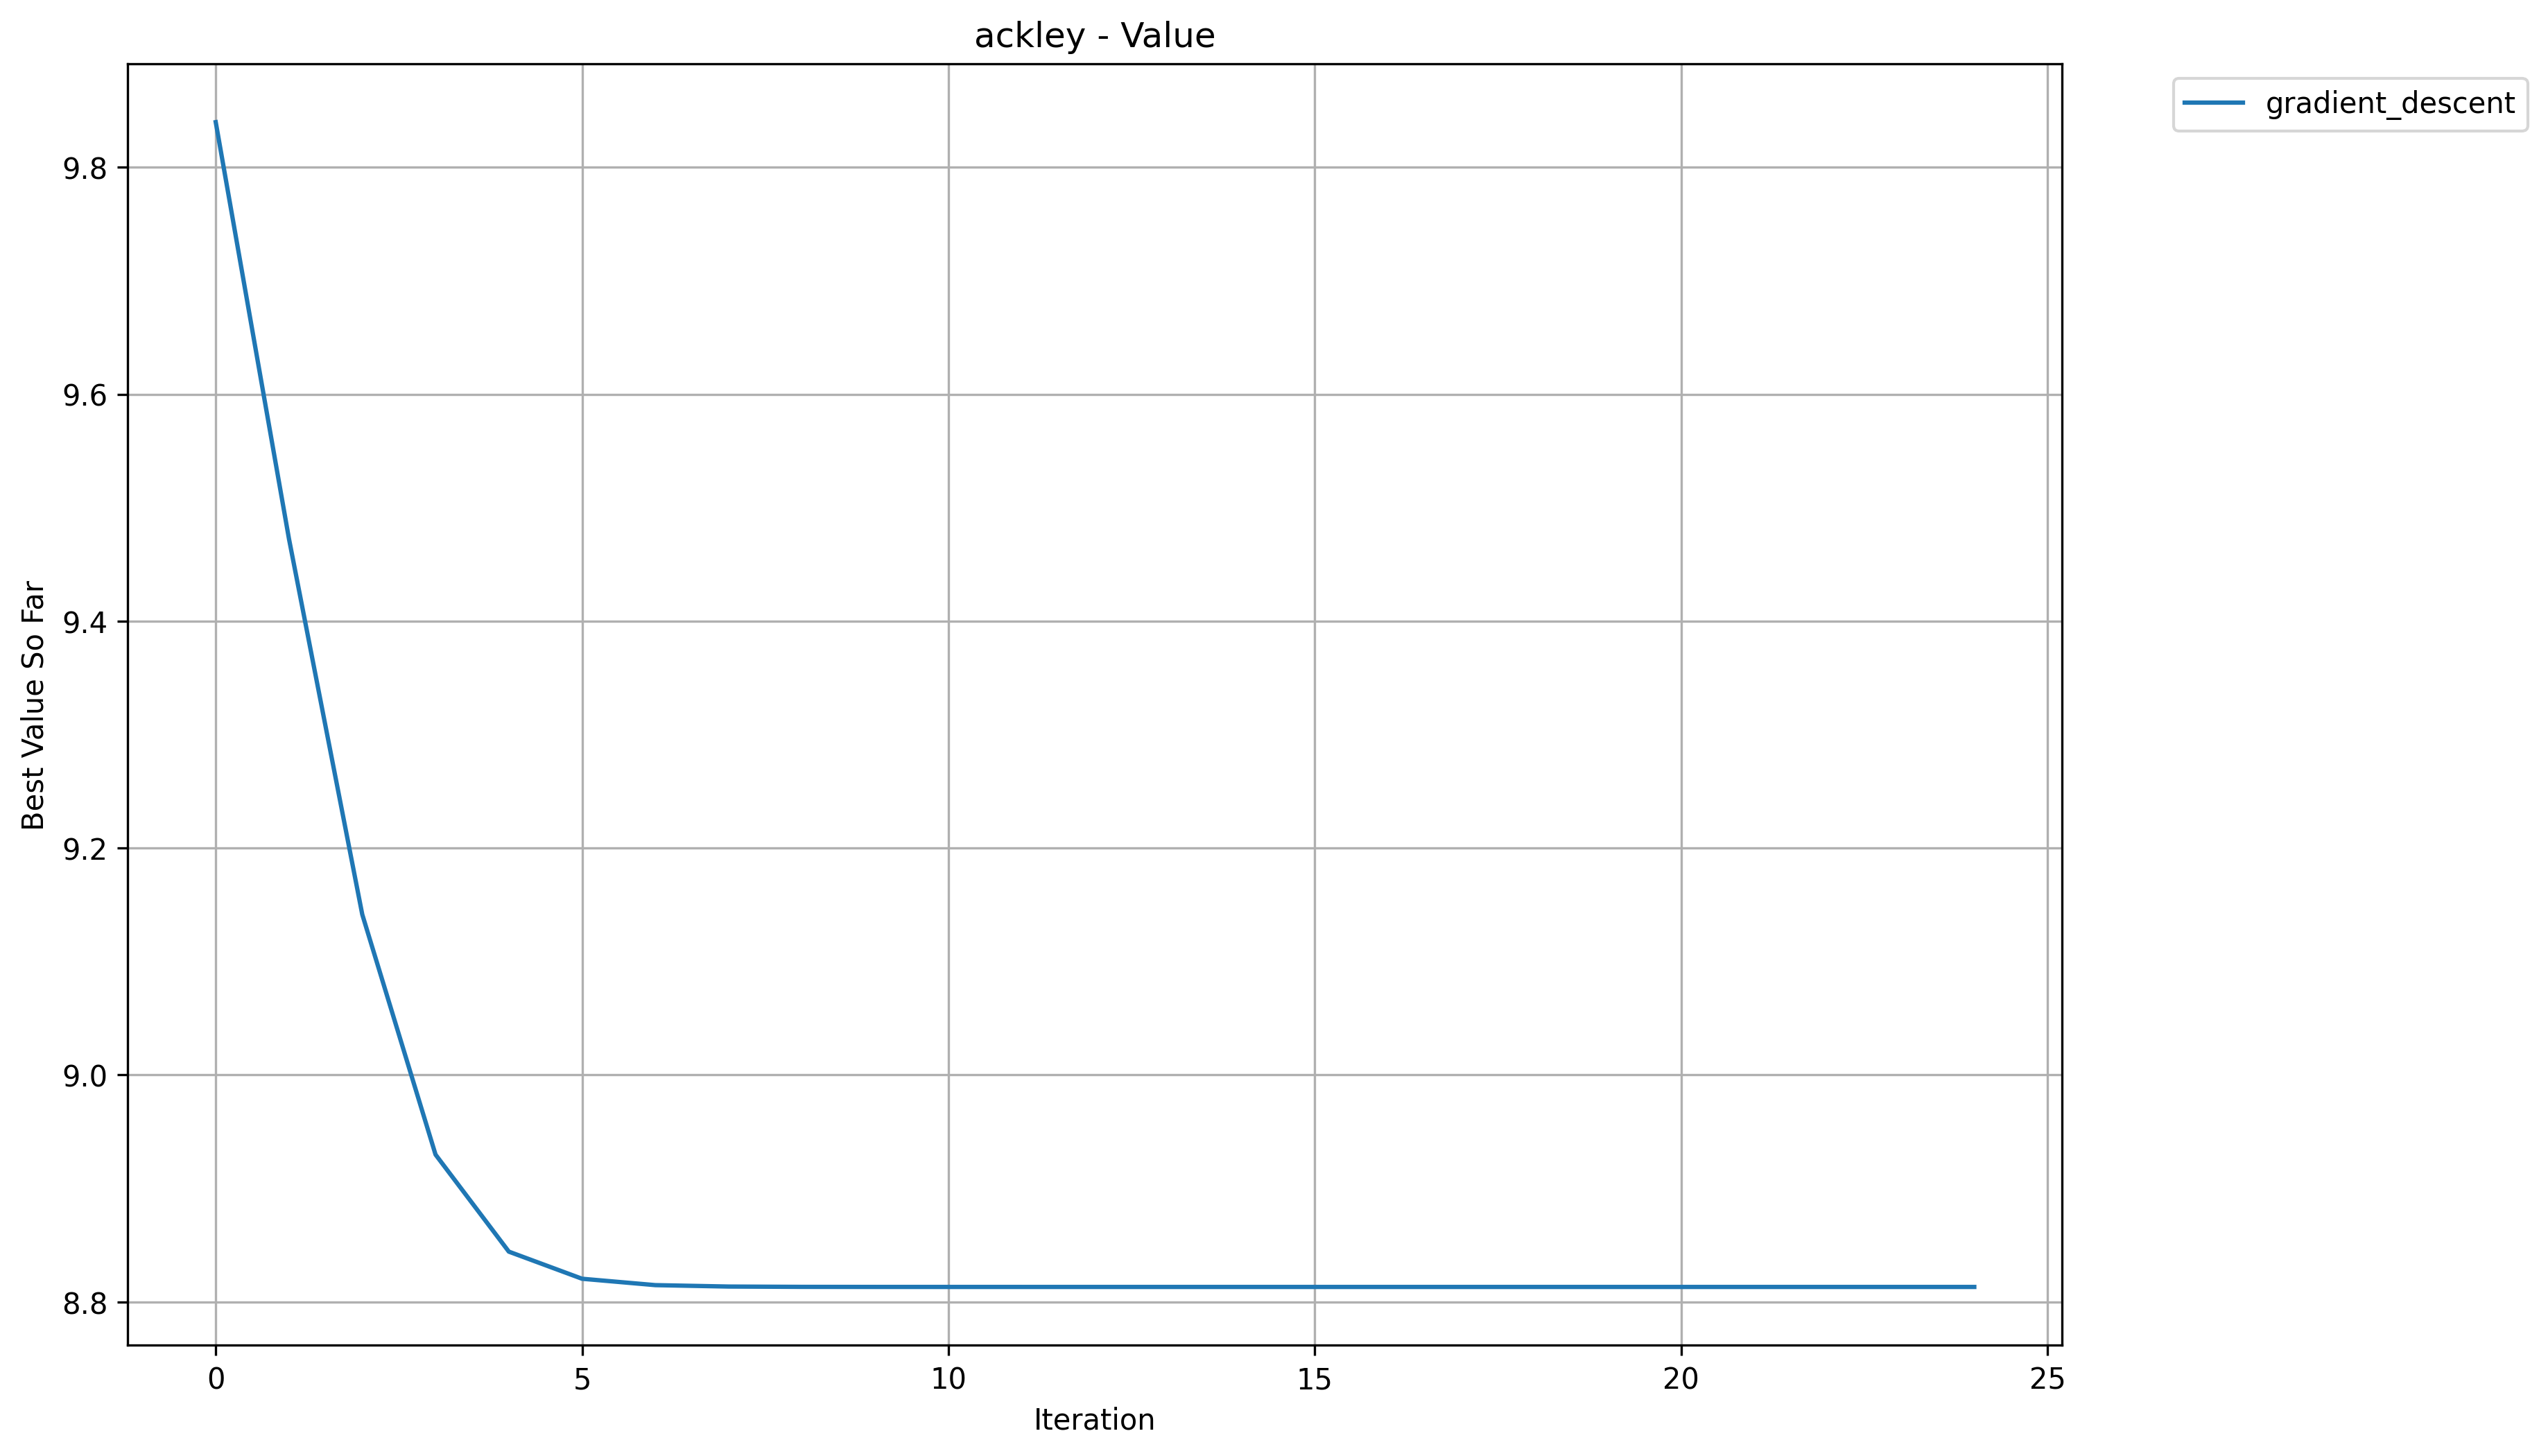 ackley - Value
gradient_descent
Best Value So Far
9.8
9.6
9.4
9.2
9.0
8.8
0 5 10 15 20 25
Iteration